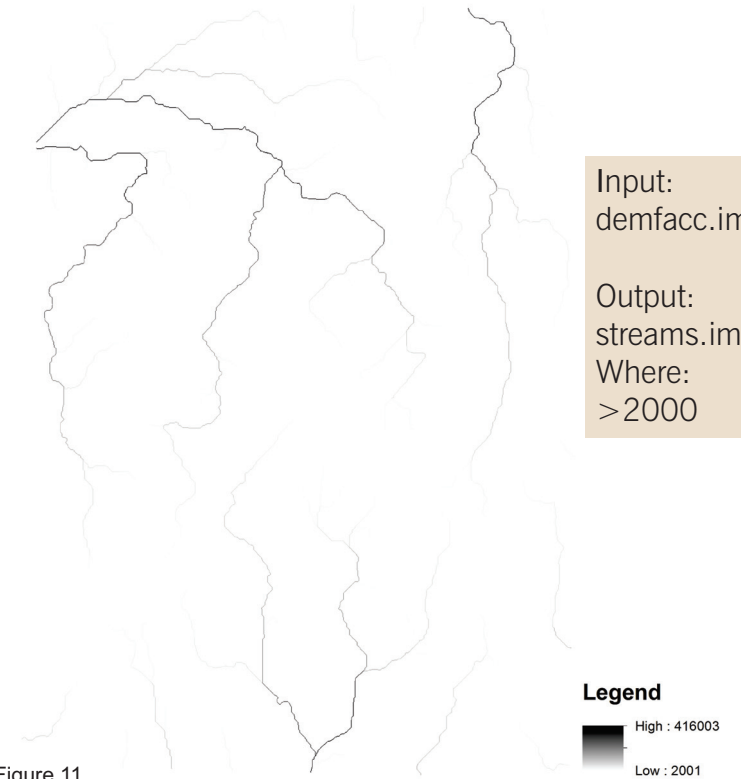 Input:
demfacc.im
Output:
streams.im
Where:
>2000
Legend
High : 416003
Low : 2001
Figure 11